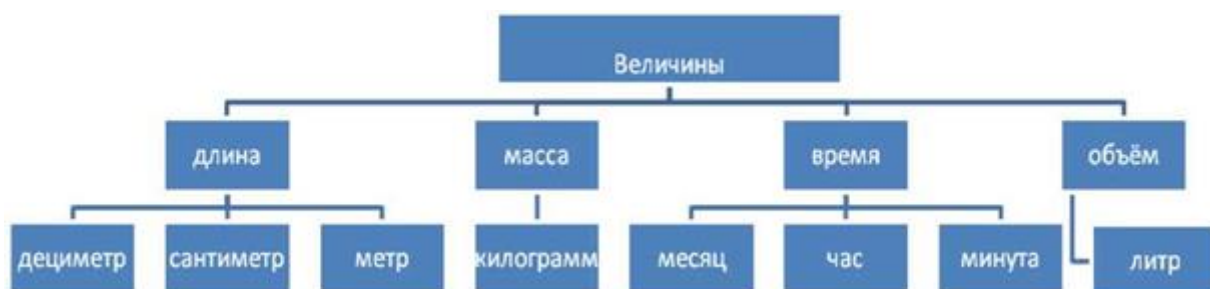 Величины
длина
масса
время
объём
дециметр
сантиметр
метр
килограмм
месяц
час
минута
литр